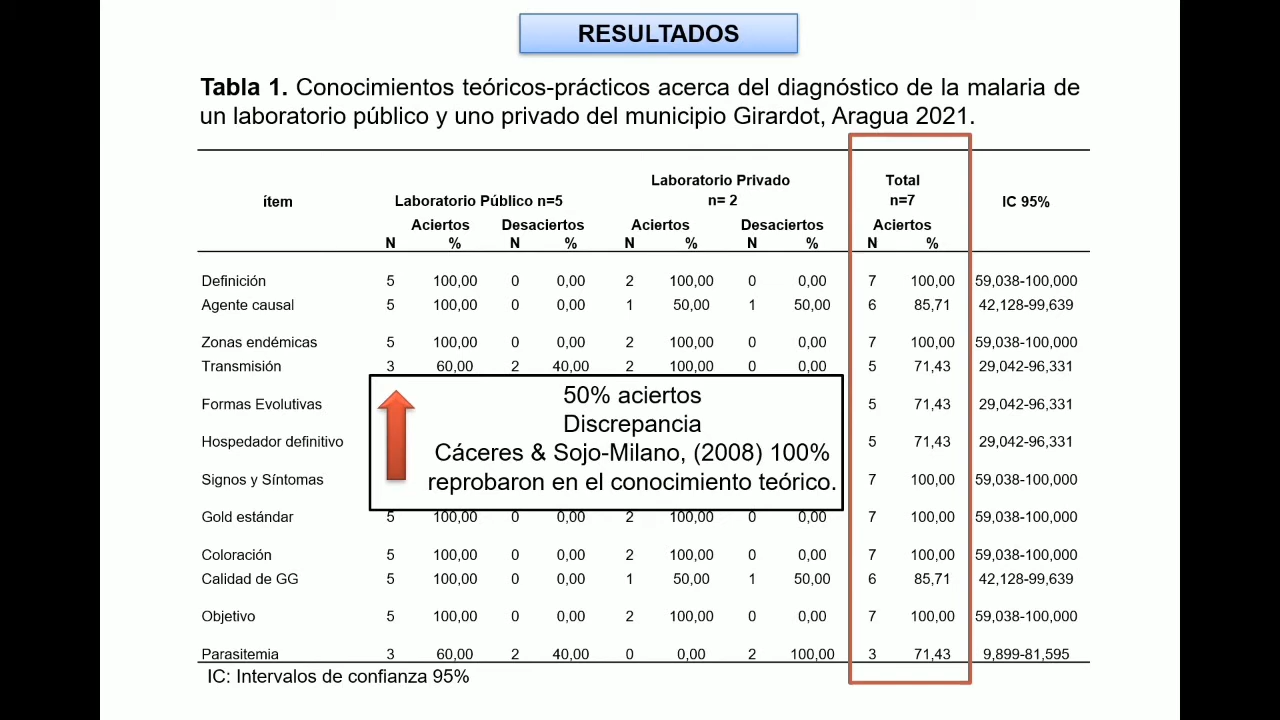 RESULTADOS
Tabla 1. Conocimientos teóricos-prácticos acerca del diagnóstico de la malaria de
un laboratorio público y uno privado del municipio Girardot, Aragua 2021.
Laboratorio Privado Total
ítem Laboratorio Público n=5 n= 2 n=7 IC 95%
Aciertos Desaciertos Aciertos Desaciertos Aciertos
N % N % N % N % N %
Definición 5 100,00 0 0,00 2 100,00 0 0,00 7 100,00 59,038-100,000
Agente causal 5 100,00 0 0,00 1 50,00 1 50,00 6 85,71 42,128-99,639
Zonas endémicas 5 100,00 0 0,00 2 100,00 0 0,00 7 100,00 59,038-100,000
Transmisión 3 60,00 2 40,00 2 100,00 0 0,00 5 71,43 29,042-96,331
Formas Evolutivas 5 71,43 29,042-96,331
Hospedador definitivo 5 71,43 29,042-96,331
Signos y Síntomas 7 100,00 59,038-100,000
50% aciertos
Discrepancia
Cáceres & Sojo-Milano, (2008) 100%
reprobaron en el conocimiento teórico.
Gold estándar 5 100,00 0 0,00 2 100,00 0 0,00 7 100,00 59,038-100,000
Coloración 5 100,00 0 0,00 2 100,00 0 0,00 7 100,00 59,038-100,000
Calidad de GG 5 100,00 0 0,00 1 50,00 1 50,00 6 85,71 42,128-99,639
Objetivo 5 100,00 0 0,00 2 100,00 0 0,00 7 100,00 59,038-100,000
Parasitemia 3 60,00 2 40,00 0 0,00 2 100,00 3 71,43 9,899-81,595
IC: Intervalos de confianza 95%